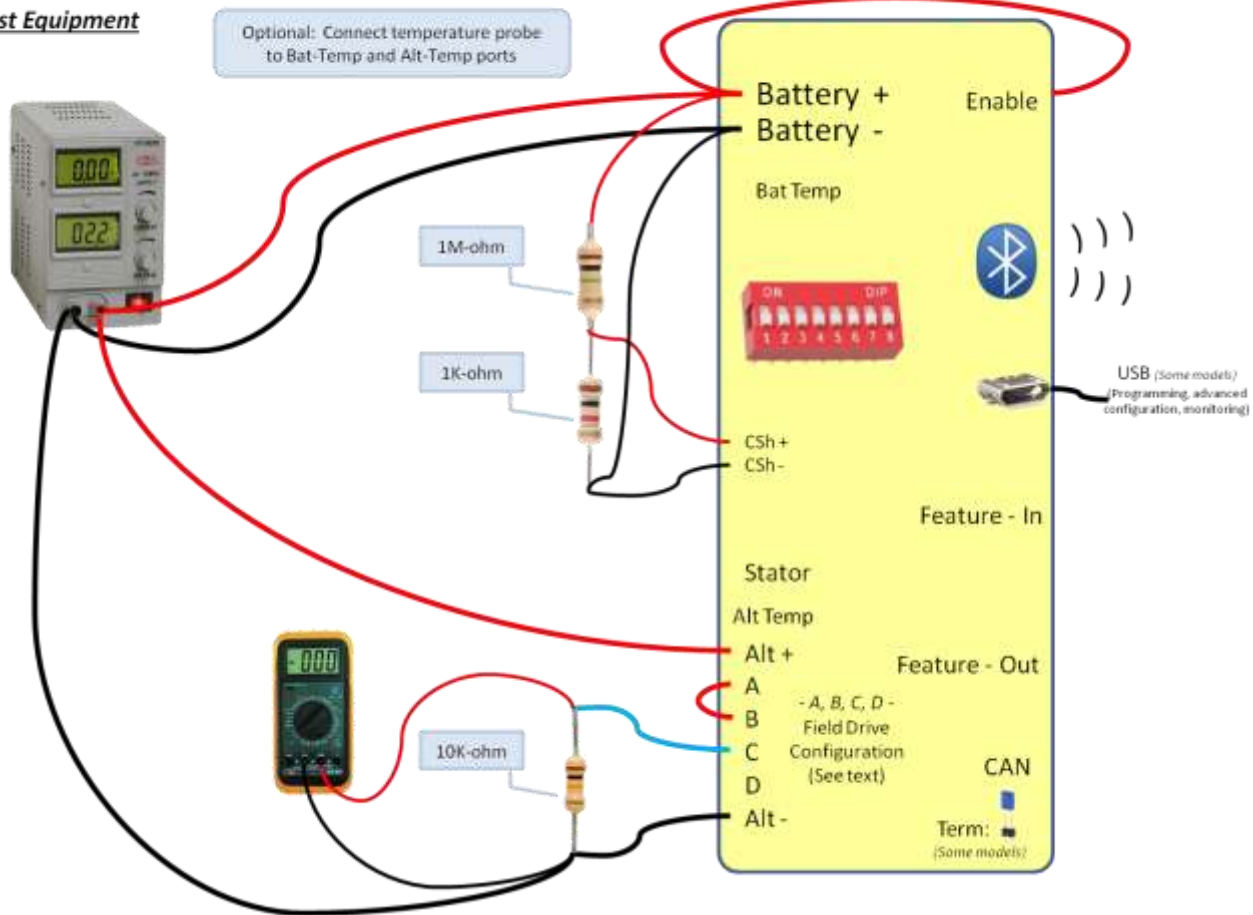 st Equipment
Optional: Connect temperature probe
to Bat-Temp and Alt-Temp ports
Battery +
Enable
Battery -
Bat Temp
0.00
02.2
1M-ohm
ON
DIP
1 2 3 4 5 6 7 8
1K-ohm
USB (Some models)
(Programming, advanced
configuration, monitoring)
CSh +
CSh -
Feature - In
Stator
Alt Temp
Alt +
Feature - Out
A
B
C
D
- A, B, C, D -
Field Drive
Configuration
(See text)
000
10K-ohm
CAN
Alt -
Term:
(Some models)